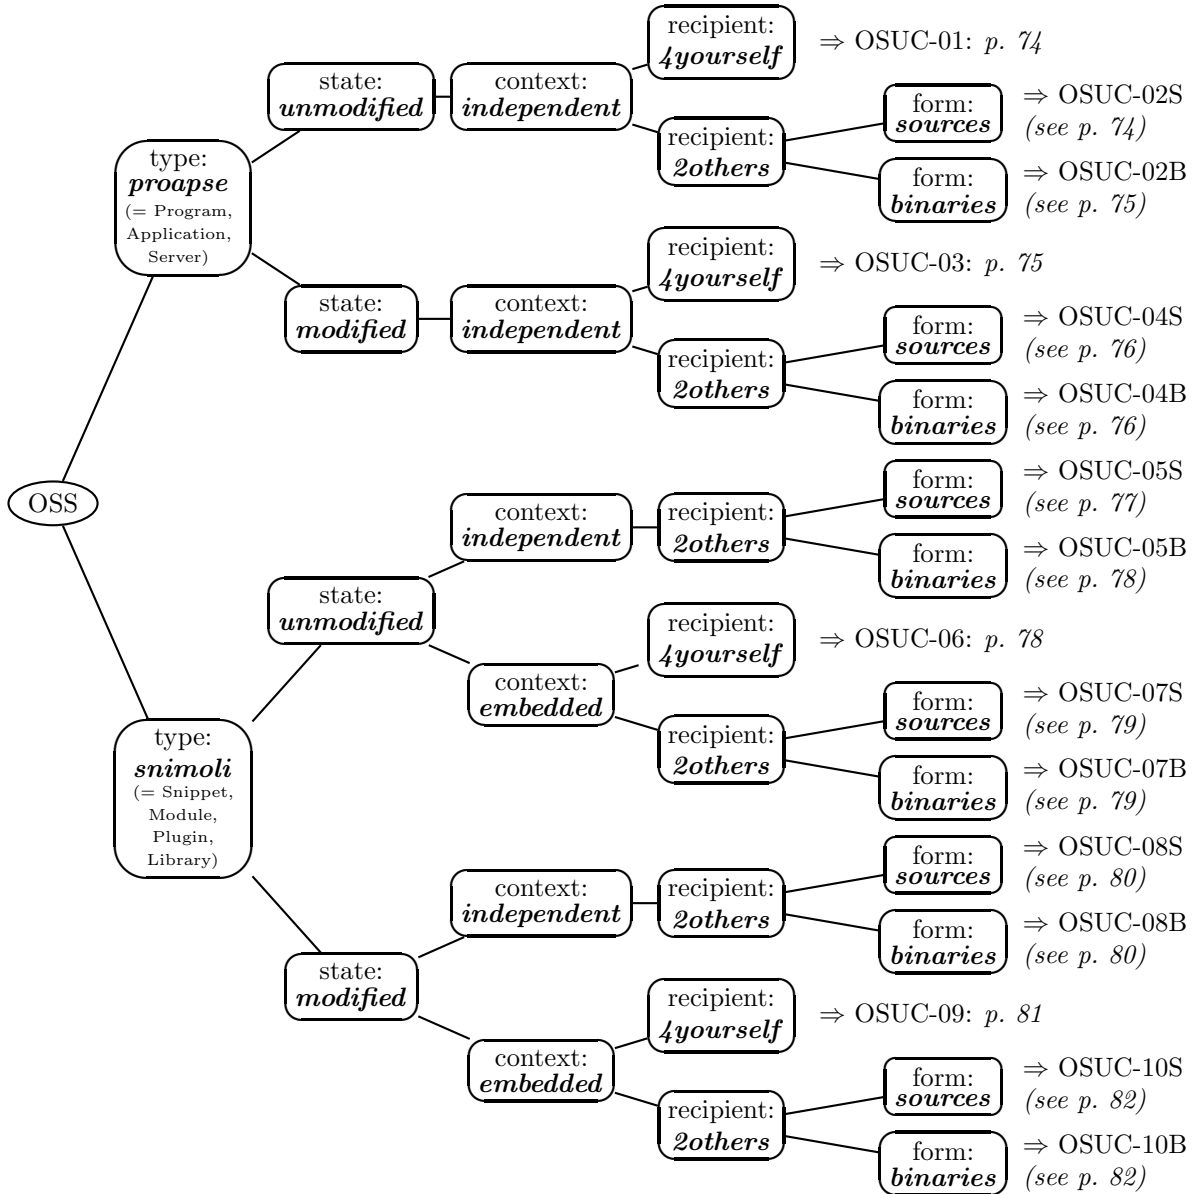 recipient:
4yourself
⇒ OSUC-01: p. 74
state:
unmodified
context:
independent
form:
sources
⇒ OSUC-02S
(see p. 74)
recipient:
2others
type:
proapse
(= Program,
Application,
Server)
form:
binaries
⇒ OSUC-02B
(see p. 75)
recipient:
4yourself
⇒ OSUC-03: p. 75
state:
modified
context:
independent
form:
sources
⇒ OSUC-04S
(see p. 76)
recipient:
2others
form:
binaries
⇒ OSUC-04B
(see p. 76)
OSS
context:
independent
recipient:
2others
form:
sources
⇒ OSUC-05S
(see p. 77)
form:
binaries
⇒ OSUC-05B
(see p. 78)
state:
unmodified
recipient:
4yourself
⇒ OSUC-06: p. 78
context:
embedded
form:
sources
⇒ OSUC-07S
(see p. 79)
recipient:
2others
form:
binaries
⇒ OSUC-07B
(see p. 79)
type:
snimoli
(= Snippet,
Module,
Plugin,
Library)
context:
independent
recipient:
2others
form:
sources
⇒ OSUC-08S
(see p. 80)
form:
binaries
⇒ OSUC-08B
(see p. 80)
state:
modified
recipient:
4yourself
⇒ OSUC-09: p. 81
context:
embedded
form:
sources
⇒ OSUC-10S
(see p. 82)
recipient:
2others
form:
binaries
⇒ OSUC-10B
(see p. 82)